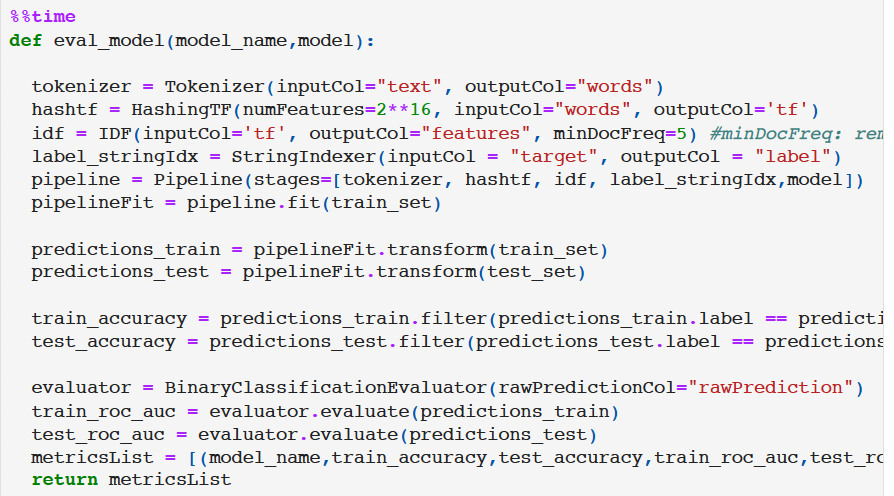 %%time
def eval_model(model_name,model):
tokenizer = Tokenizer(inputCol="text", outputCol="words")
hashtf = HashingTF(numFeatures=2**16, inputCol="words", outputCol='tf')
idf = IDF(inputCol='tf', outputCol="features", minDocFreq=5) #minDocFreq: rem
label_stringIdx = StringIndexer(inputCol = "target", outputCol = "label")
pipeline = Pipeline(stages=[tokenizer, hashtf, idf, label_stringIdx,model])
pipelineFit = pipeline.fit(train_set)
predictions_train = pipelineFit.transform(train_set)
predictions_test = pipelineFit.transform(test_set)
train_accuracy = predictions_train.filter(predictions_train.label == predicti
test_accuracy = predictions_test.filter(predictions_test.label == predictions
evaluator = BinaryClassificationEvaluator(rawPredictionCol="rawPrediction")
train_roc_auc = evaluator.evaluate(predictions_train)
test_roc_auc = evaluator.evaluate(predictions_test)
metricsList = [(model_name,train_accuracy,test_accuracy,train_roc_auc,test_ro
return metricsList